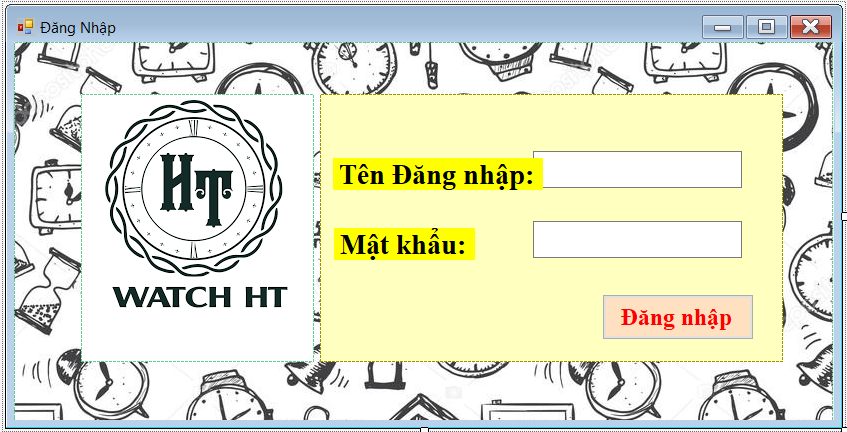 Đăng Nhập
HT
WATCH HT
Tên Đăng nhập:
Mật khẩu:
Đăng nhập